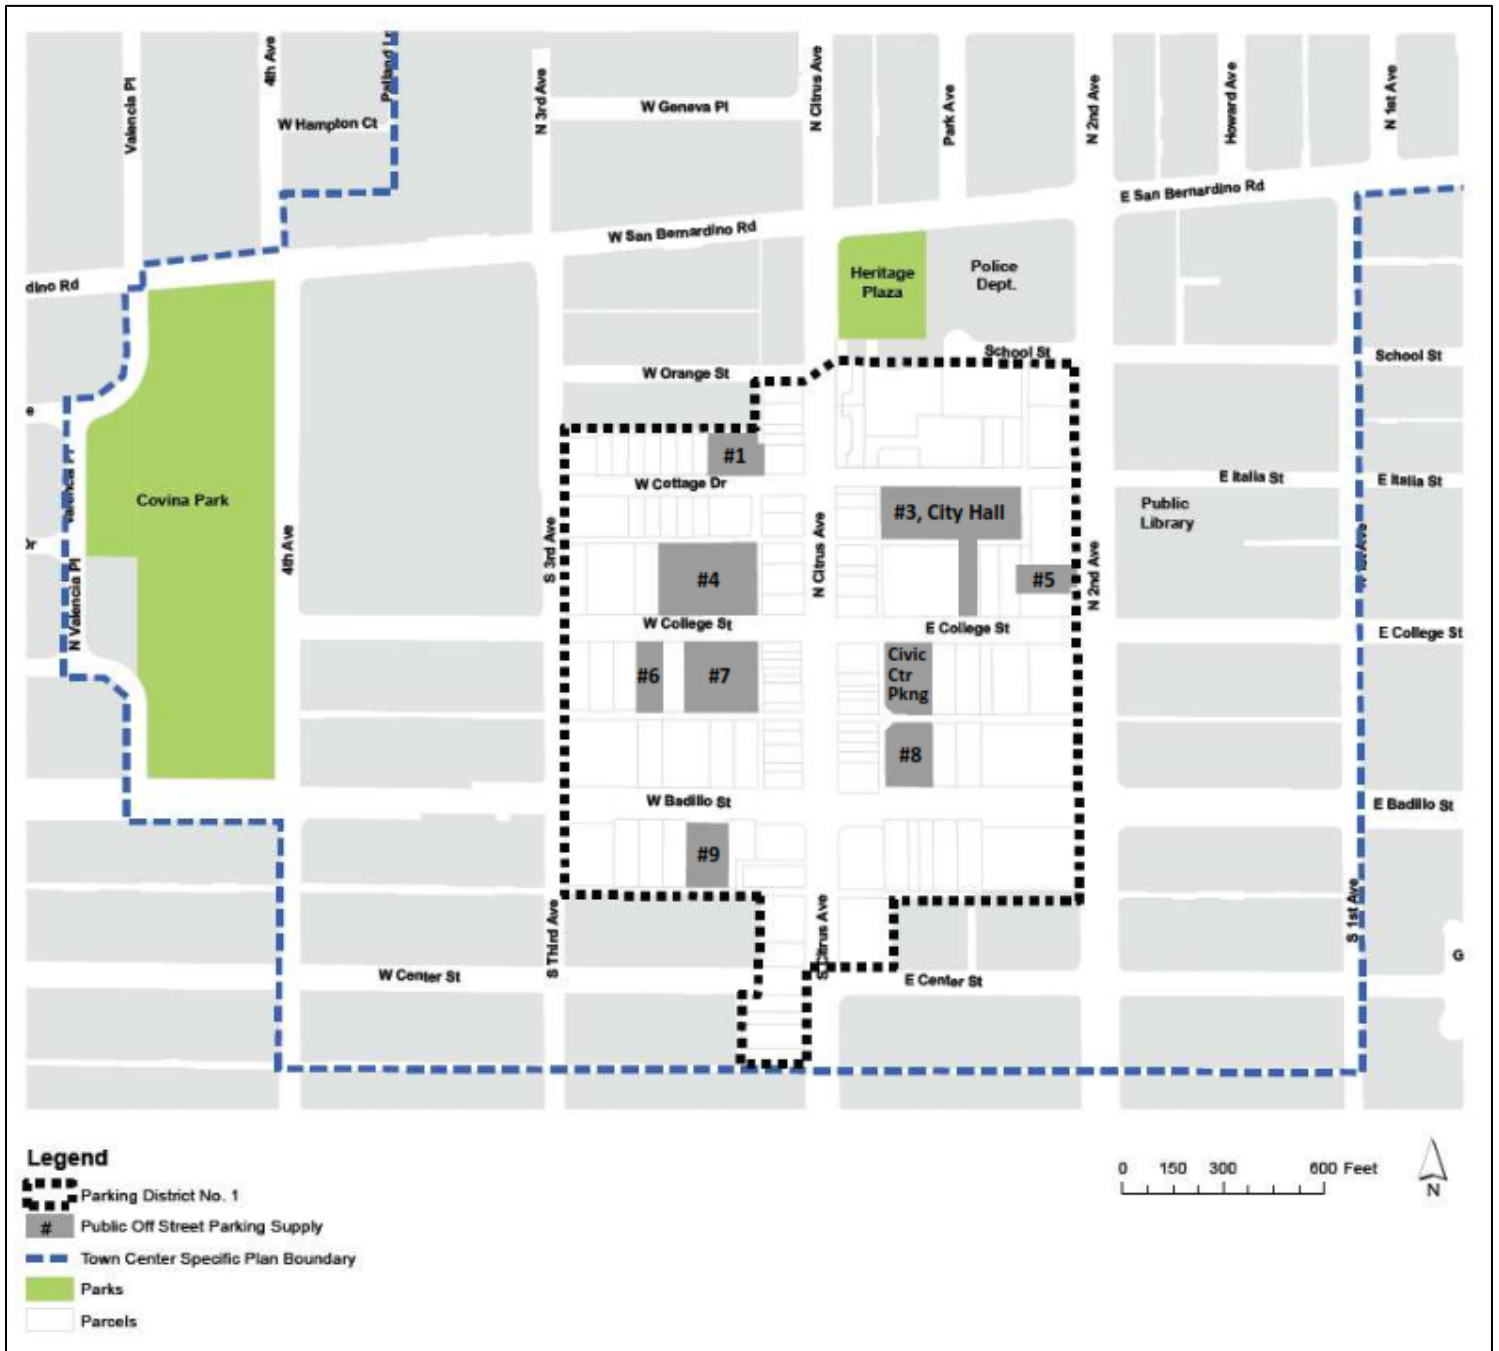 Valencia Pl
4th Ave
W Hampton Ct
N 3rd Ave
W Geneva Pl
N Citrus Ave
Park Ave
N 2nd Ave
Howard Ave
N 1st Ave
E San Bernardino Rd
W San Bernardino Rd
dino Rd
Heritage
Plaza
Police
Dept.
School St
School St
W Orange St
e
#1
W Cottage Dr
Covina Park
#3, City Hall
E Italia St
E Italia St
Public
Library
Dr
4th Ave
S 3rd Ave
#4
N Citrus Ave
#5
N 2nd Ave
N Valencia Pl
W College St
E College St
E College St
#6
#7
Civic
Ctr
Pkng
#8
W Badillo St
E Badillo St
#9
S Third Ave
S Citrus Ave
S 1st Ave
W Center St
E Center St
G
Legend
Parking District No. 1
# Public Off Street Parking Supply
Town Center Specific Plan Boundary
Parks
Parcels
0 150 300 600 Feet
N